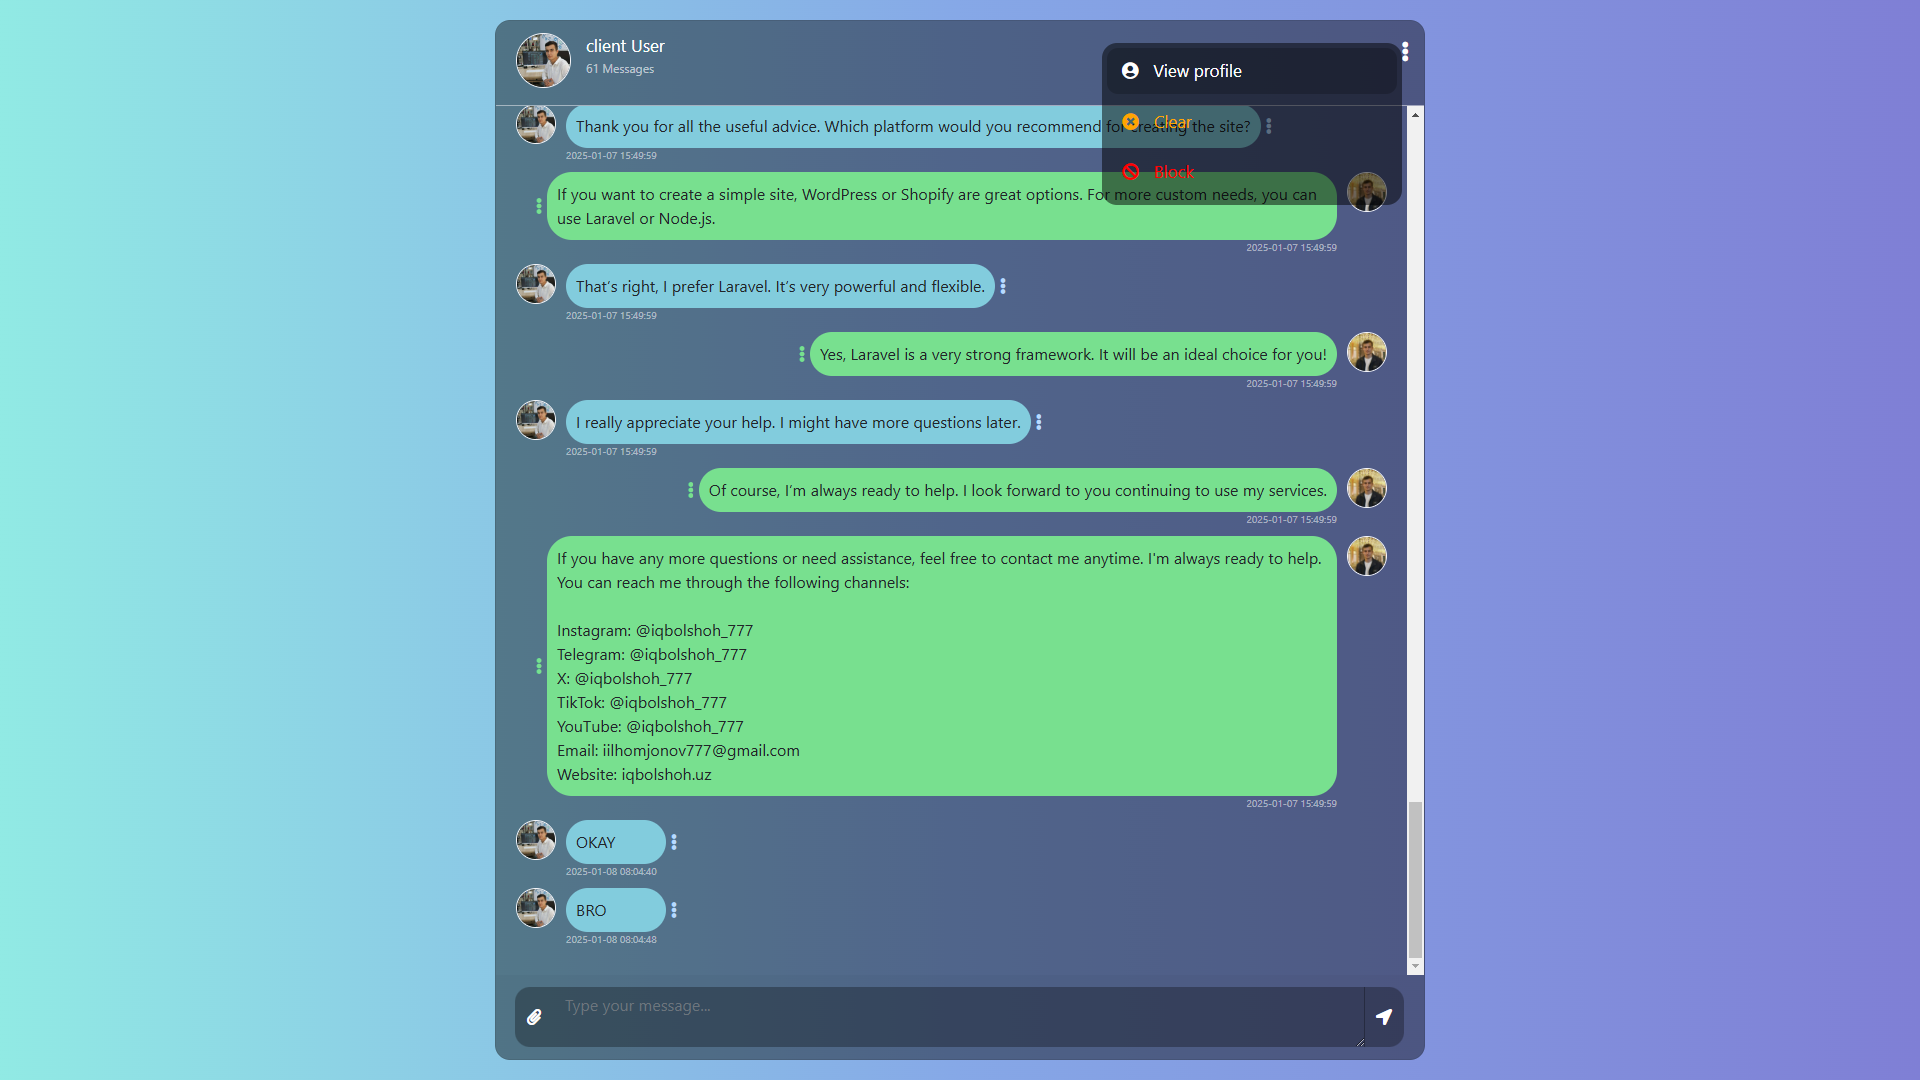 client User
61 Messages
View profile
Clear
Block
Thank you for all the useful advice. Which platform would you recommend for creating the site?
2025-01-07 15:49:59
If you want to create a simple site, WordPress or Shopify are great options. For more custom needs, you can
use Laravel or Node.js.
2025-01-07 15:49:59
That’s right, I prefer Laravel. It’s very powerful and flexible.
2025-01-07 15:49:59
Yes, Laravel is a very strong framework. It will be an ideal choice for you!
2025-01-07 15:49:59
I really appreciate your help. I might have more questions later.
2025-01-07 15:49:59
Of course, I’m always ready to help. I look forward to you continuing to use my services.
2025-01-07 15:49:59
If you have any more questions or need assistance, feel free to contact me anytime. I'm always ready to help.
You can reach me through the following channels:
Instagram: @iqbolshoh_777
Telegram: @iqbolshoh_777
X: @iqbolshoh_777
TikTok: @iqbolshoh_777
YouTube: @iqbolshoh_777
Email: iilhomjonov777@gmail.com
Website: iqbolshoh.uz
2025-01-07 15:49:59
OKAY
2025-01-08 08:04:40
BRO
2025-01-08 08:04:48
Type your message...